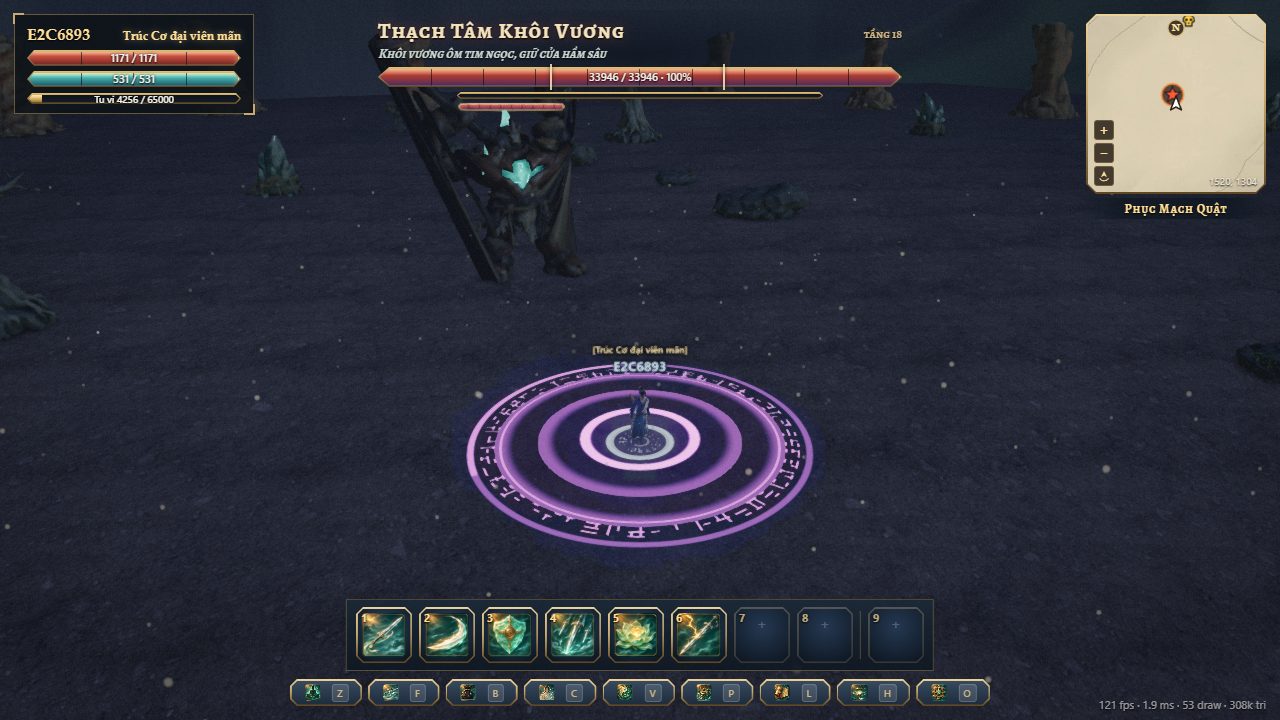 E2C6893 Trúc Cơ đại viên mãn
1171 / 1171
531 / 531
Tu vi 4256 / 65000
Thạch Tâm Khôi Vương
Tầng 18
Khôi vương ôm tim ngọc, giữ cửa hầm sâu
33946 / 33946 · 100%
N
+
−
1520, 1304
Phục Mạch Quật
[Trúc Cơ đại viên mãn]
E2C6893
1 2 3 4 5 6 7 8 9
+ + +
Z F B C V P L H O
121 fps · 1.9 ms · 53 draw · 308k tri